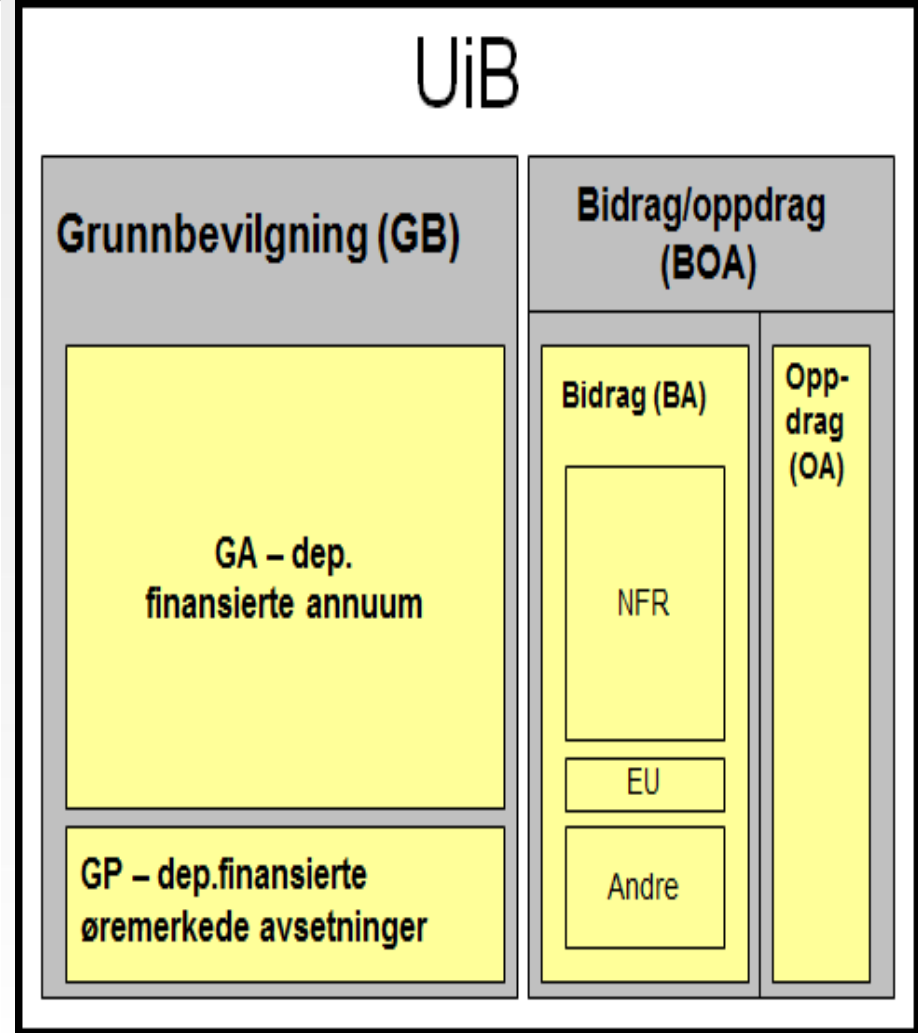 UiB
Grunnbevilgning (GB)
GA – dep.
finansierte annuum
GP – dep.finansierte
øremerkede avsetninger
Bidrag/oppdrag
(BOA)
Bidrag (BA)
NFR
EU
Andre
Opp-
drag
(OA)